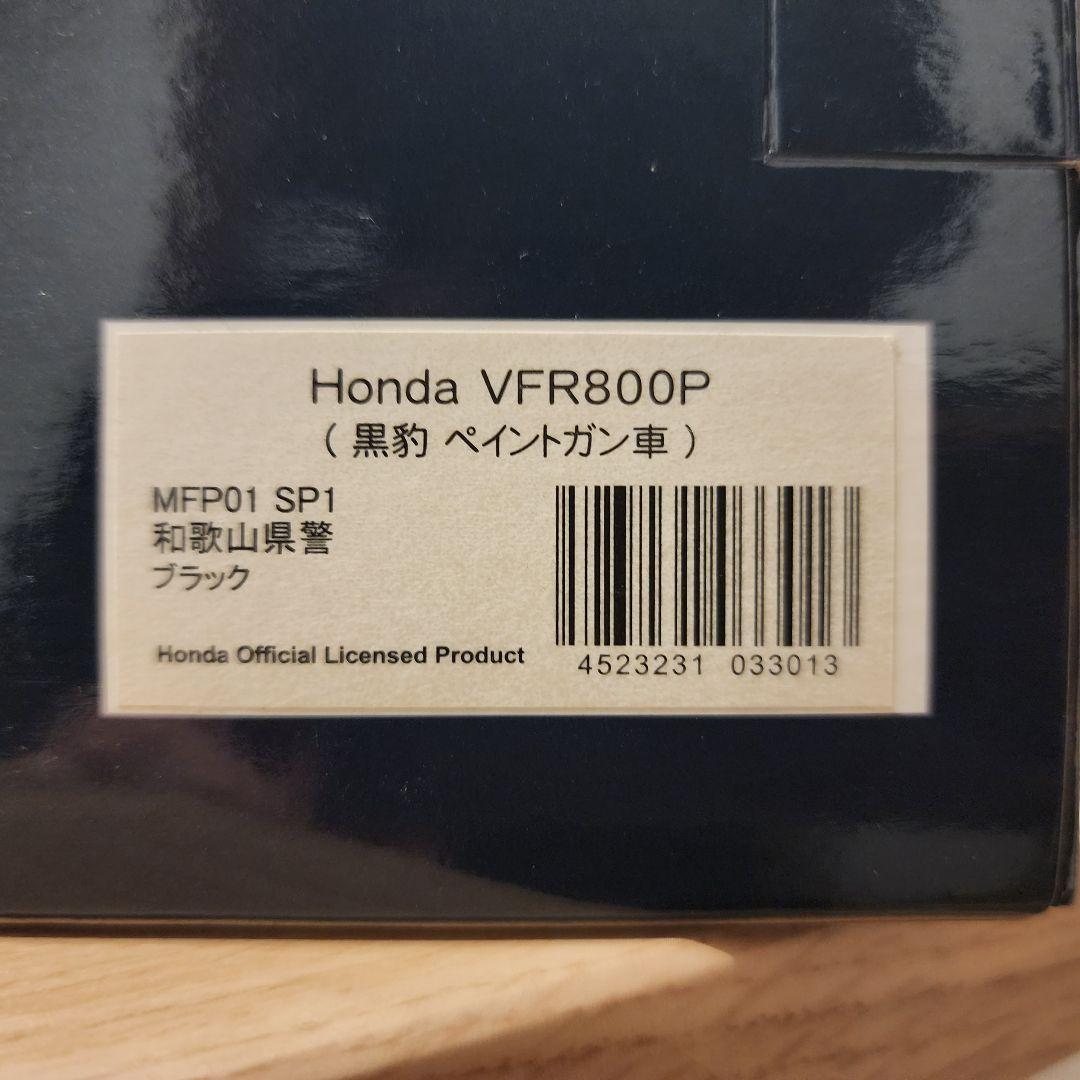 Honda VFR800P
( 黒豹 ペイントガン車 )
MFP01 SP1
和歌山県警
ブラック
Honda Official Licensed Product
4523231 033013